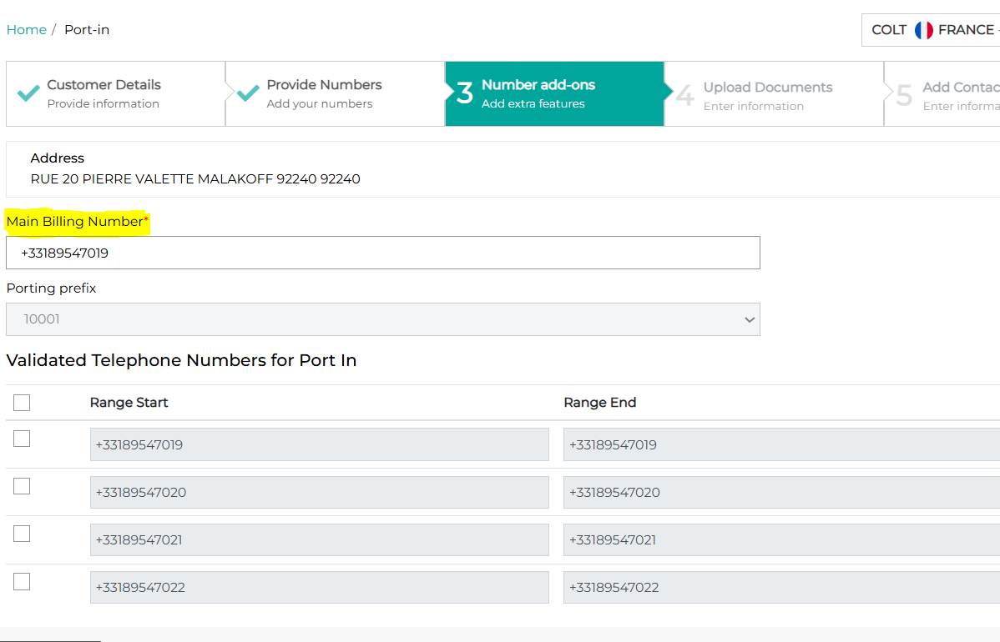 Home / Port-in
COLT FRANCE
Customer Details
Provide information
Provide Numbers
Add your numbers
3 Number add-ons
Add extra features
4 Upload Documents
Enter information
5 Add Contac
Enter informa
Address
RUE 20 PIERRE VALETTE MALAKOFF 92240 92240
Main Billing Number*
+33189547019
Porting prefix
10001
Validated Telephone Numbers for Port In
Range Start Range End
+33189547019 +33189547019
+33189547020 +33189547020
+33189547021 +33189547021
+33189547022 +33189547022